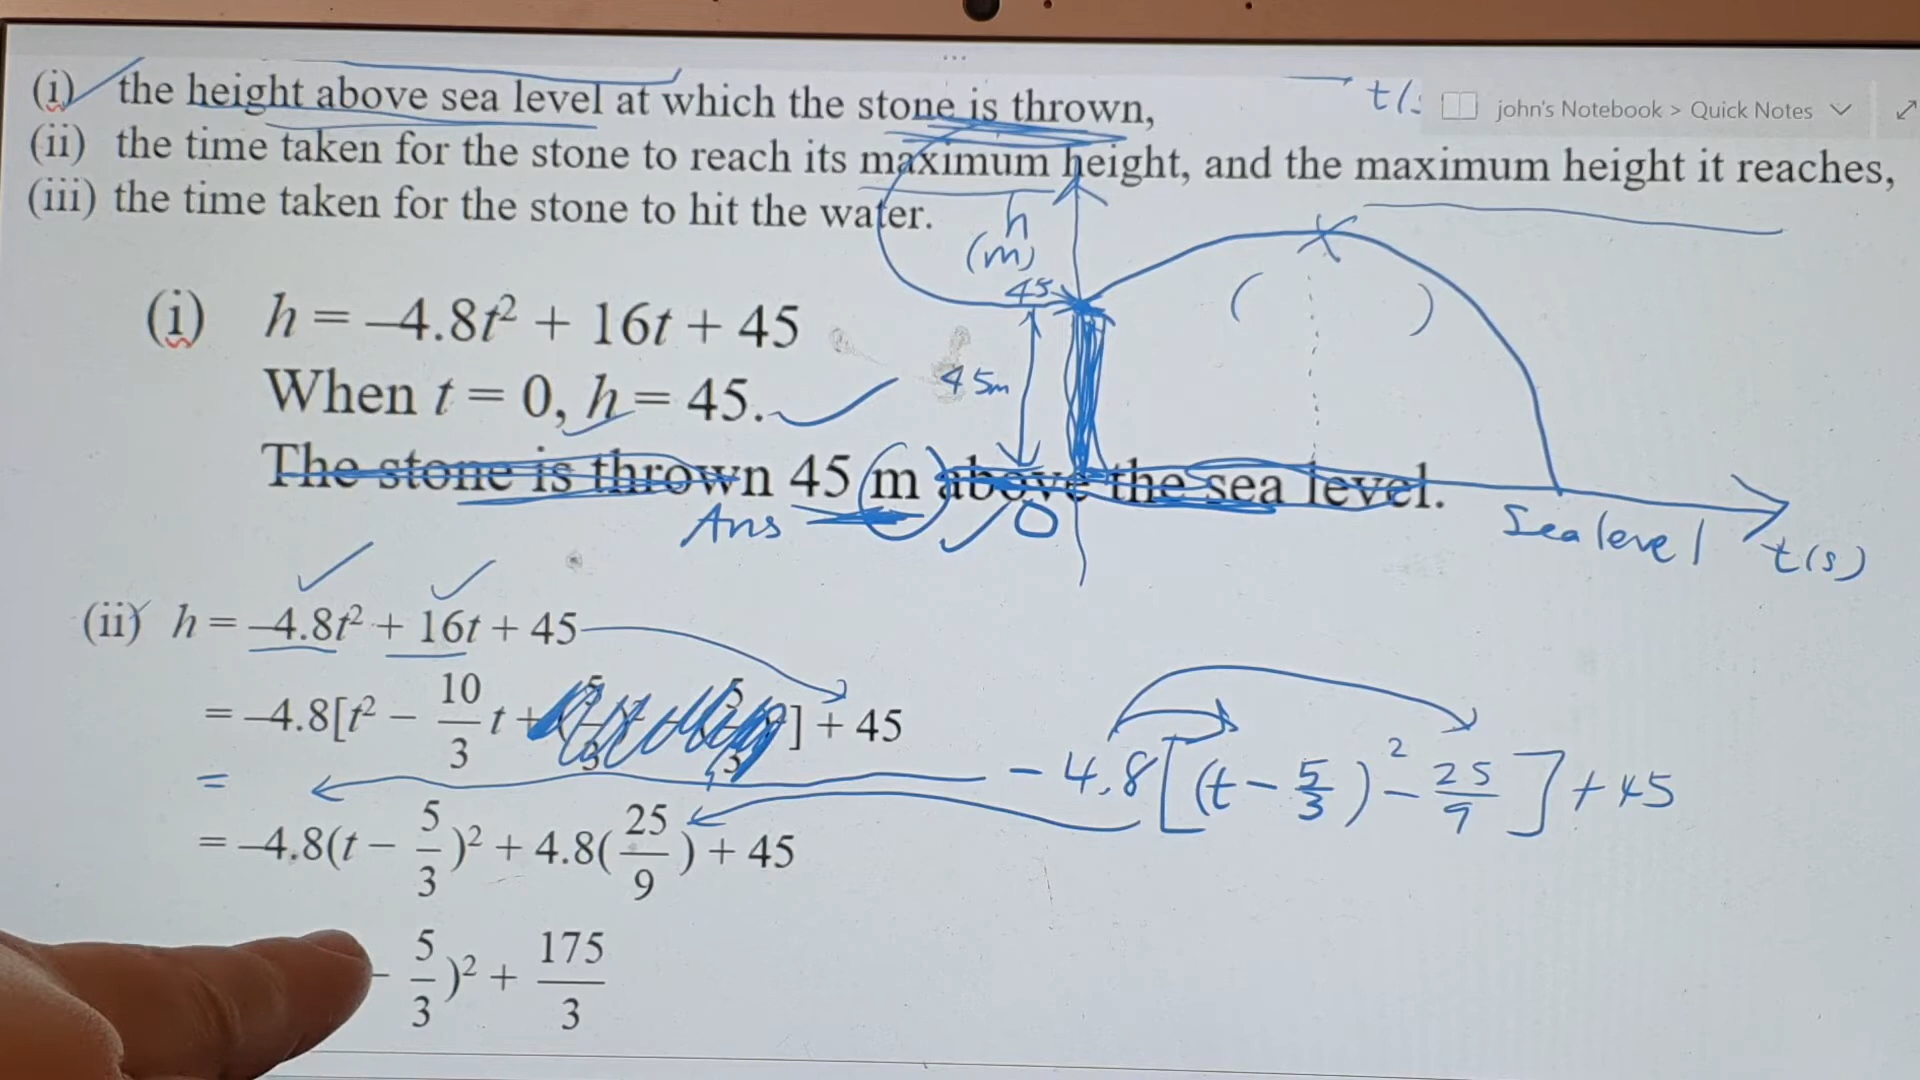 (i) the height above sea level at which the stone is thrown,
t(s
john's Notebook > Quick Notes
(ii) the time taken for the stone to reach its maximum height, and the maximum height it reaches,
(iii) the time taken for the stone to hit the water.
h
(m)
45
(i) h = –4.8t² + 16t + 45
When t = 0, h = 45.
45m
The stone is thrown 45 m above the sea level.
Ans
O
Sea level
t(s)
(ii) h = –4.8t² + 16t + 45
= –4.8[t² – 10/3 t + ] + 45
=
– 4.8[(t – 5/3)² – 25/9] + 45
= –4.8(t – 5/3)² + 4.8(25/9) + 45
– 5/3)² + 175/3